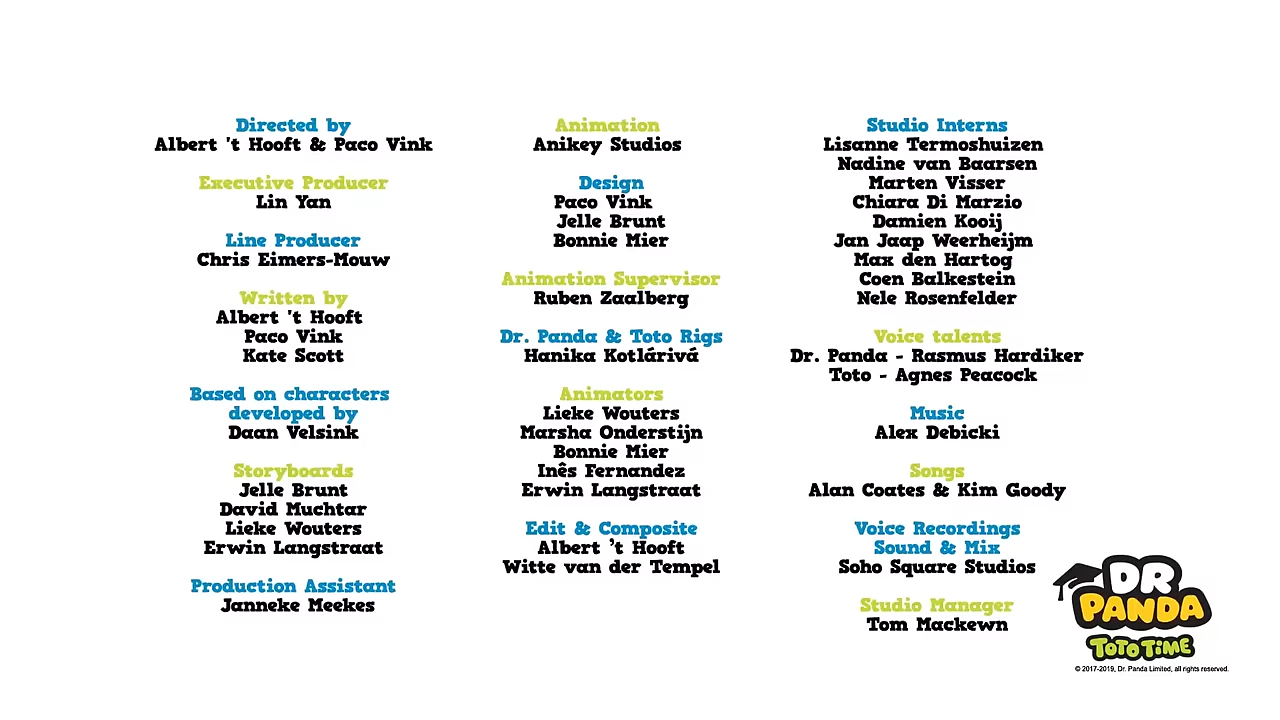 Directed by
Albert 't Hooft & Paco Vink
Executive Producer
Lin Yan
Line Producer
Chris Eimers-Mouw
Written by
Albert 't Hooft
Paco Vink
Kate Scott
Based on characters
developed by
Daan Velsink
Storyboards
Jelle Brunt
David Muchtar
Lieke Wouters
Erwin Langstraat
Production Assistant
Janneke Meekes
Animation
Anikey Studios
Design
Paco Vink
Jelle Brunt
Bonnie Mier
Animation Supervisor
Ruben Zaalberg
Dr. Panda & Toto Rigs
Hanika Kotlárivá
Animators
Lieke Wouters
Marsha Onderstijn
Bonnie Mier
Inês Fernandez
Erwin Langstraat
Edit & Composite
Albert ’t Hooft
Witte van der Tempel
Studio Interns
Lisanne Termoshuizen
Nadine van Baarsen
Marten Visser
Chiara Di Marzio
Damien Kooij
Jan Jaap Weerheijm
Max den Hartog
Coen Balkestein
Nele Rosenfelder
Voice talents
Dr. Panda - Rasmus Hardiker
Toto - Agnes Peacock
Music
Alex Debicki
Songs
Alan Coates & Kim Goody
Voice Recordings
Sound & Mix
Soho Square Studios
Studio Manager
Tom Mackewn
DR
PANDA
TOTO TIME
© 2017-2019, Dr. Panda Limited, all rights reserved.